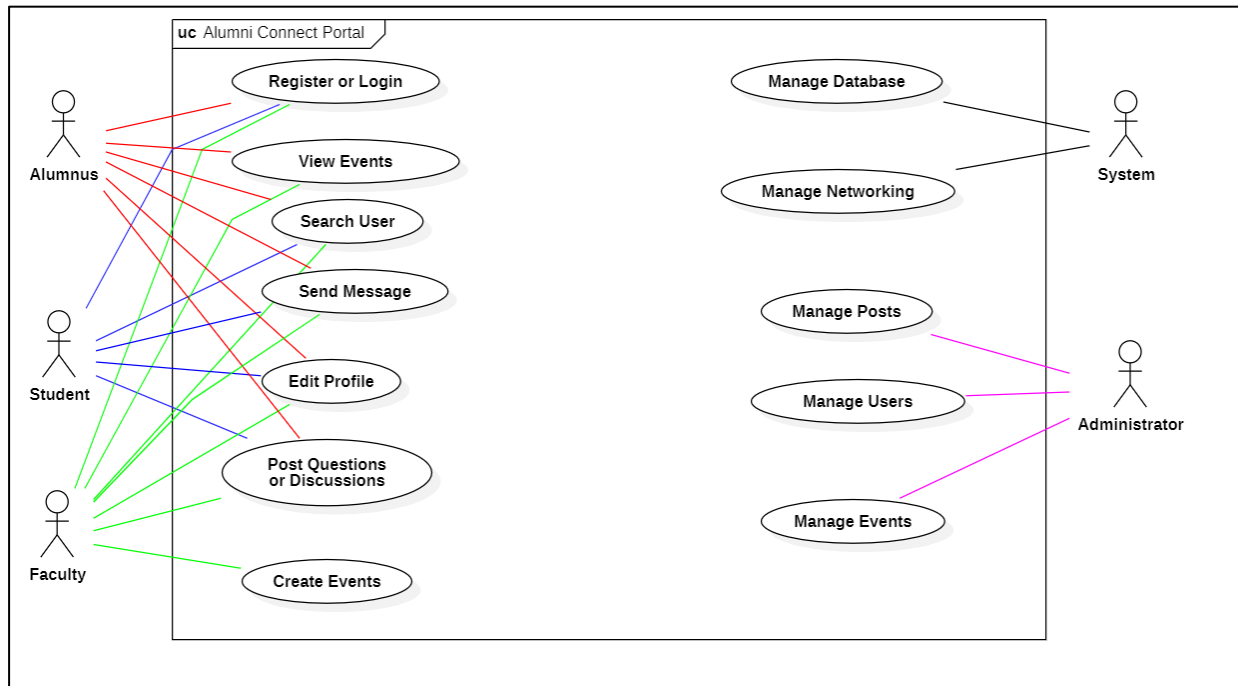 uc Alumni Connect Portal
Register or Login
Manage Database
Alumnus
View Events
System
Manage Networking
Search User
Send Message
Manage Posts
Student
Edit Profile
Manage Users
Administrator
Post Questions
or Discussions
Manage Events
Faculty
Create Events